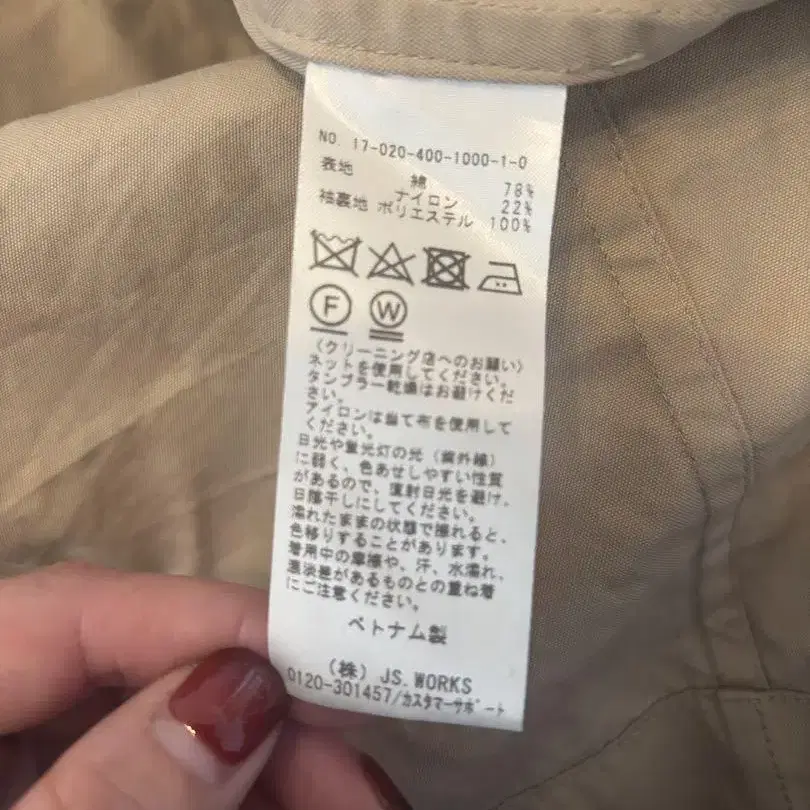 NO. 17-020-400-1000-1-0
表地 綿 78%
ナイロン 22%
袖裏地 ポリエステル 100%
F W
〈クリーニング店へのお願い〉
ネットを使用してください。
タンブラー乾燥はお避けくだ
さい。
アイロンは当て布を使用して
ください。
日光や蛍光灯の光（紫外線）
に弱く、色あせしやすい性質
があるので、直射日光を避け、
日陰干しにしてください。
濡れたままの状態で擦れると、
色移りすることがあります。
着用中の摩擦や、汗、水濡れ、
濃淡差があるものとの重ね着
にご注意ください。
ベトナム製
（株）JS.WORKS
0120-301457/カスタマーサポート